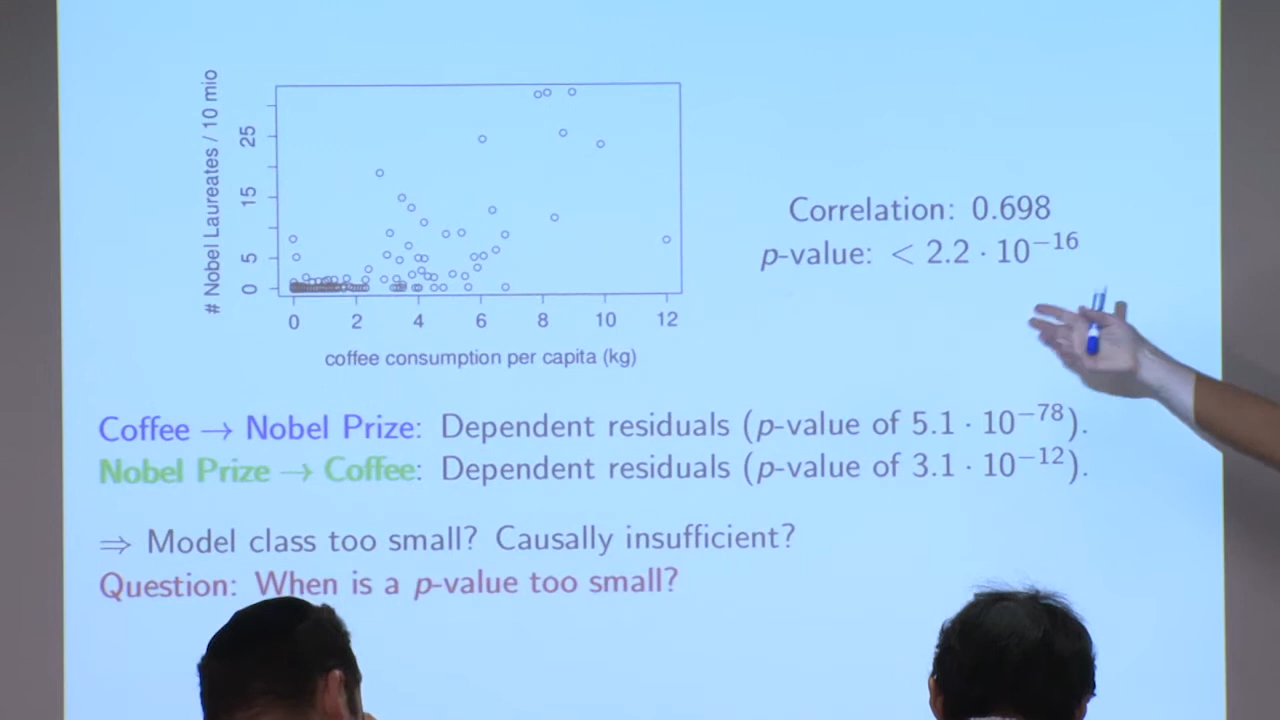 # Nobel Laureates / 10 mio
25
15
5
0
0 2 4 6 8 10 12
coffee consumption per capita (kg)
Correlation: 0.698
p-value: < 2.2 · 10⁻¹⁶
Coffee → Nobel Prize: Dependent residuals (p-value of 5.1 · 10⁻⁷⁸).
Nobel Prize → Coffee: Dependent residuals (p-value of 3.1 · 10⁻¹²).
⇒ Model class too small? Causally insufficient?
Question: When is a p-value too small?